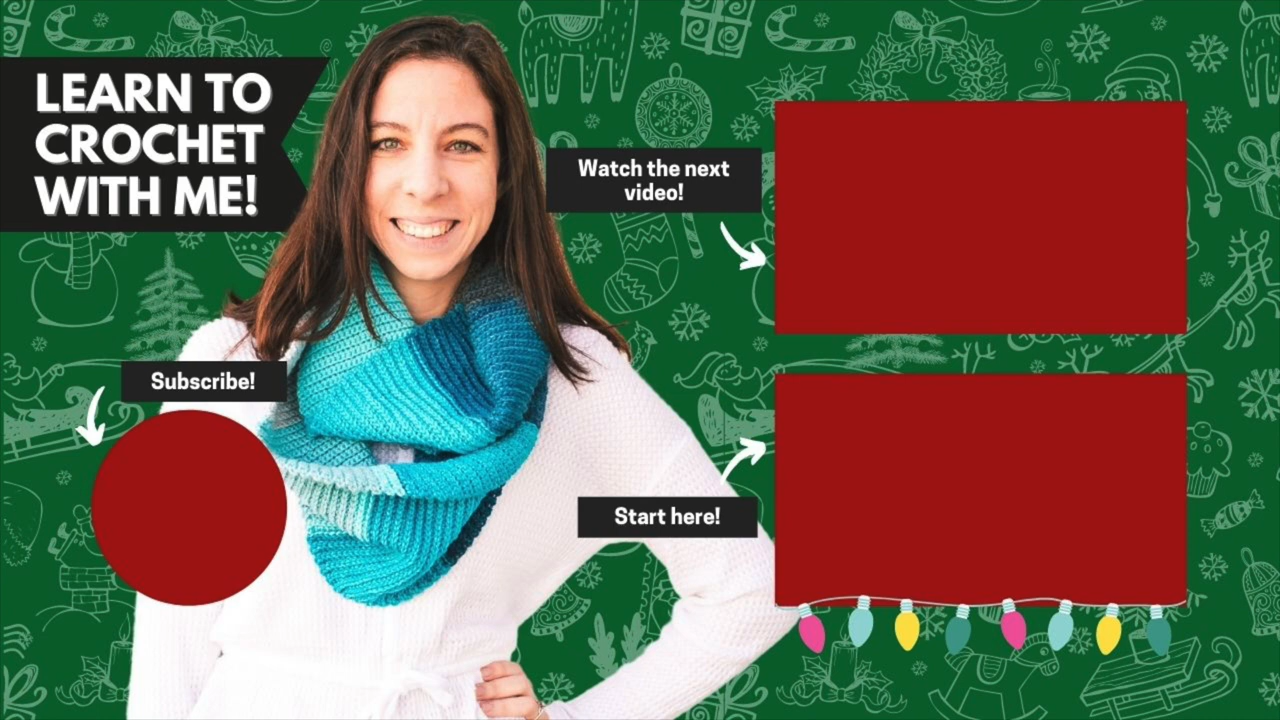 LEARN TO
CROCHET
WITH ME!
Watch the next
video!
Subscribe!
Start here!